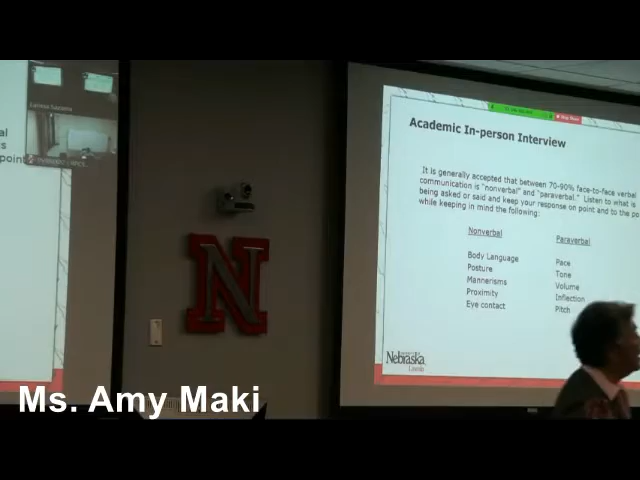 Academic In-person Interview
It is generally accepted that between 70-90% face-to-face verbal
communication is "nonverbal" and "paraverbal." Listen to what is
being asked or said and keep your response on point and to the po
while keeping in mind the following:
Nonverbal
Body Language
Posture
Mannerisms
Proximity
Eye contact
Paraverbal
Pace
Tone
Volume
Inflection
Pitch
Nebraska
Lincoln
N
al
ts
point
Ms. Amy Maki